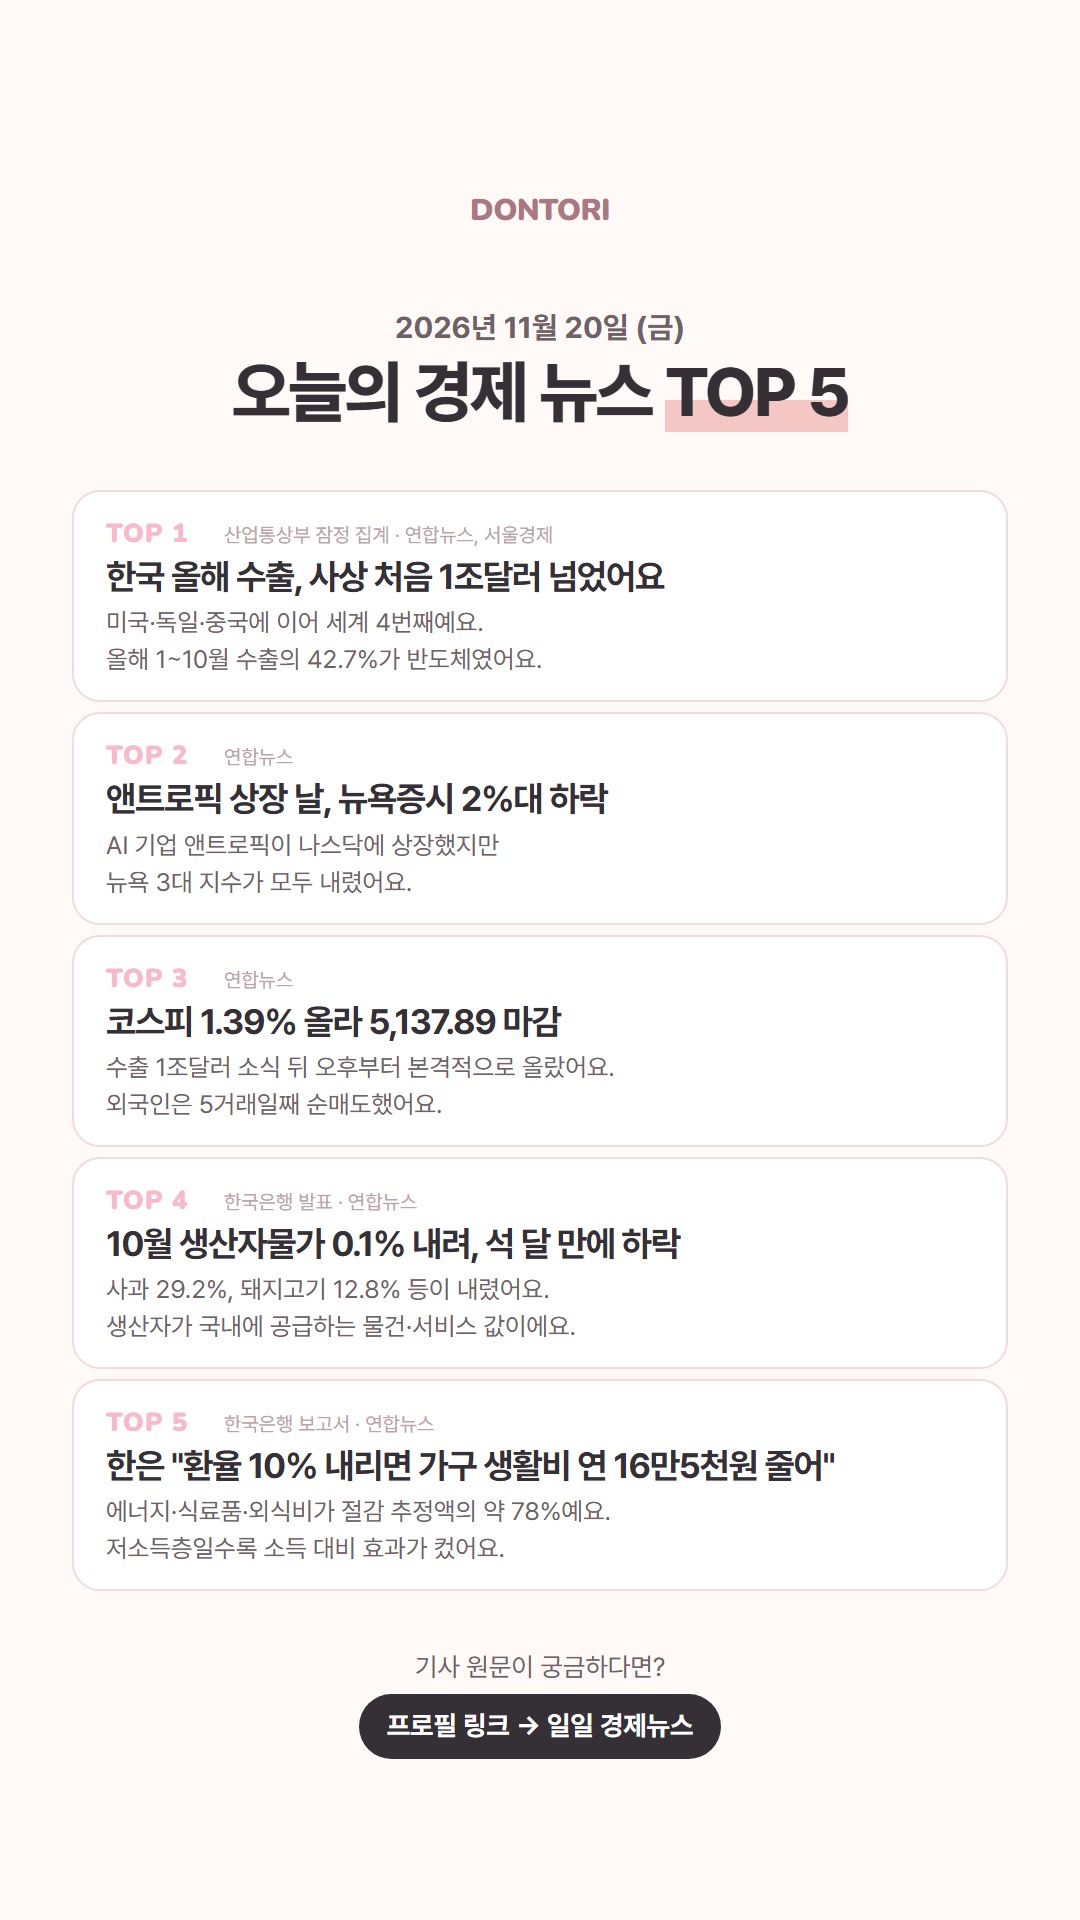 DONTORI
2026년 11월 20일 (금)
오늘의 경제 뉴스 TOP 5
TOP 1 산업통상부 잠정 집계 · 연합뉴스, 서울경제
한국 올해 수출, 사상 처음 1조달러 넘었어요
미국·독일·중국에 이어 세계 4번째예요.
올해 1~10월 수출의 42.7%가 반도체였어요.
TOP 2 연합뉴스
앤트로픽 상장 날, 뉴욕증시 2%대 하락
AI 기업 앤트로픽이 나스닥에 상장했지만
뉴욕 3대 지수가 모두 내렸어요.
TOP 3 연합뉴스
코스피 1.39% 올라 5,137.89 마감
수출 1조달러 소식 뒤 오후부터 본격적으로 올랐어요.
외국인은 5거래일째 순매도했어요.
TOP 4 한국은행 발표 · 연합뉴스
10월 생산자물가 0.1% 내려, 석 달 만에 하락
사과 29.2%, 돼지고기 12.8% 등이 내렸어요.
생산자가 국내에 공급하는 물건·서비스 값이에요.
TOP 5 한국은행 보고서 · 연합뉴스
한은 "환율 10% 내리면 가구 생활비 연 16만5천원 줄어"
에너지·식료품·외식비가 절감 추정액의 약 78%예요.
저소득층일수록 소득 대비 효과가 컸어요.
기사 원문이 궁금하다면?
프로필 링크 → 일일 경제뉴스